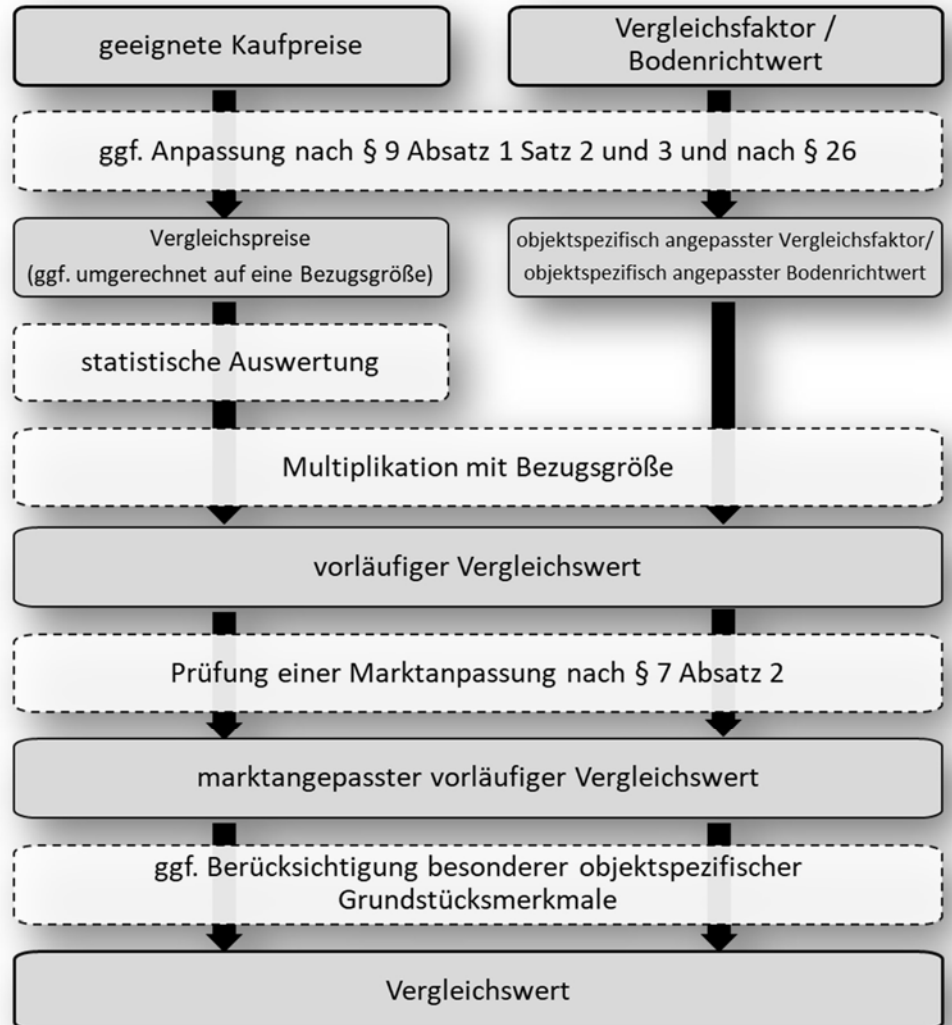 geeignete Kaufpreise
Vergleichsfaktor /
Bodenrichtwert
ggf. Anpassung nach § 9 Absatz 1 Satz 2 und 3 und nach § 26
Vergleichspreise
(ggf. umgerechnet auf eine Bezugsgröße)
objektspezifisch angepasster Vergleichsfaktor/
objektspezifisch angepasster Bodenrichtwert
statistische Auswertung
Multiplikation mit Bezugsgröße
vorläufiger Vergleichswert
Prüfung einer Marktanpassung nach § 7 Absatz 2
marktangepasster vorläufiger Vergleichswert
ggf. Berücksichtigung besonderer objektspezifischer
Grundstücksmerkmale
Vergleichswert